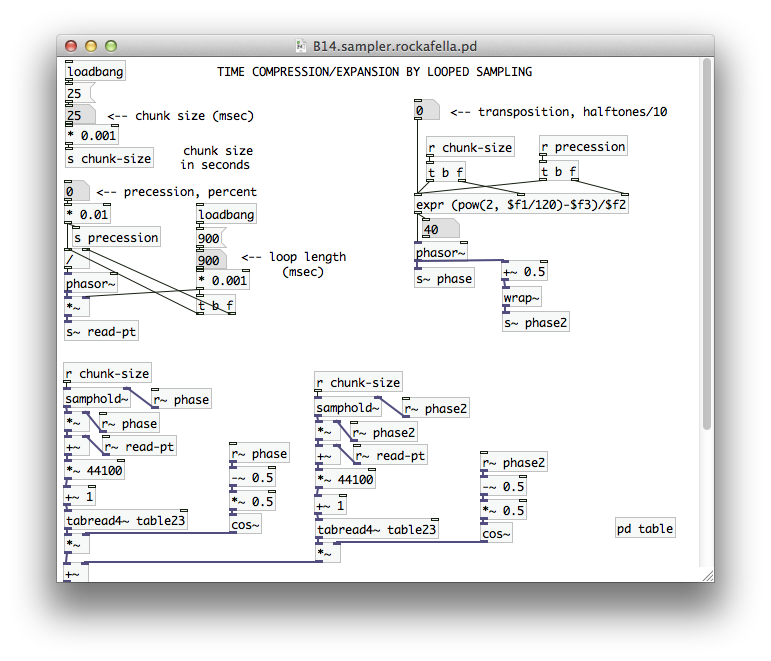 B14.sampler.rockafella.pd
TIME COMPRESSION/EXPANSION BY LOOPED SAMPLING
loadbang
25
25
<-- chunk size (msec)
* 0.001
s chunk-size
chunk size
in seconds
0
<-- precession, percent
* 0.01
s precession
/
phasor~
*~
s~ read-pt
loadbang
900
900
<-- loop length
(msec)
* 0.001
t b f
0
<-- transposition, halftones/10
r chunk-size
r precession
t b f
t b f
expr (pow(2, $f1/120)-$f3)/$f2
40
phasor~
s~ phase
+~ 0.5
wrap~
s~ phase2
r chunk-size
samphold~
r~ phase
*~
r~ phase
+~
r~ read-pt
*~ 44100
+~ 1
tabread4~ table23
*~
+~
r~ phase
-~ 0.5
*~ 0.5
cos~
r chunk-size
samphold~
r~ phase2
*~
r~ phase2
+~
r~ read-pt
*~ 44100
+~ 1
tabread4~ table23
*~
r~ phase2
-~ 0.5
*~ 0.5
cos~
pd table